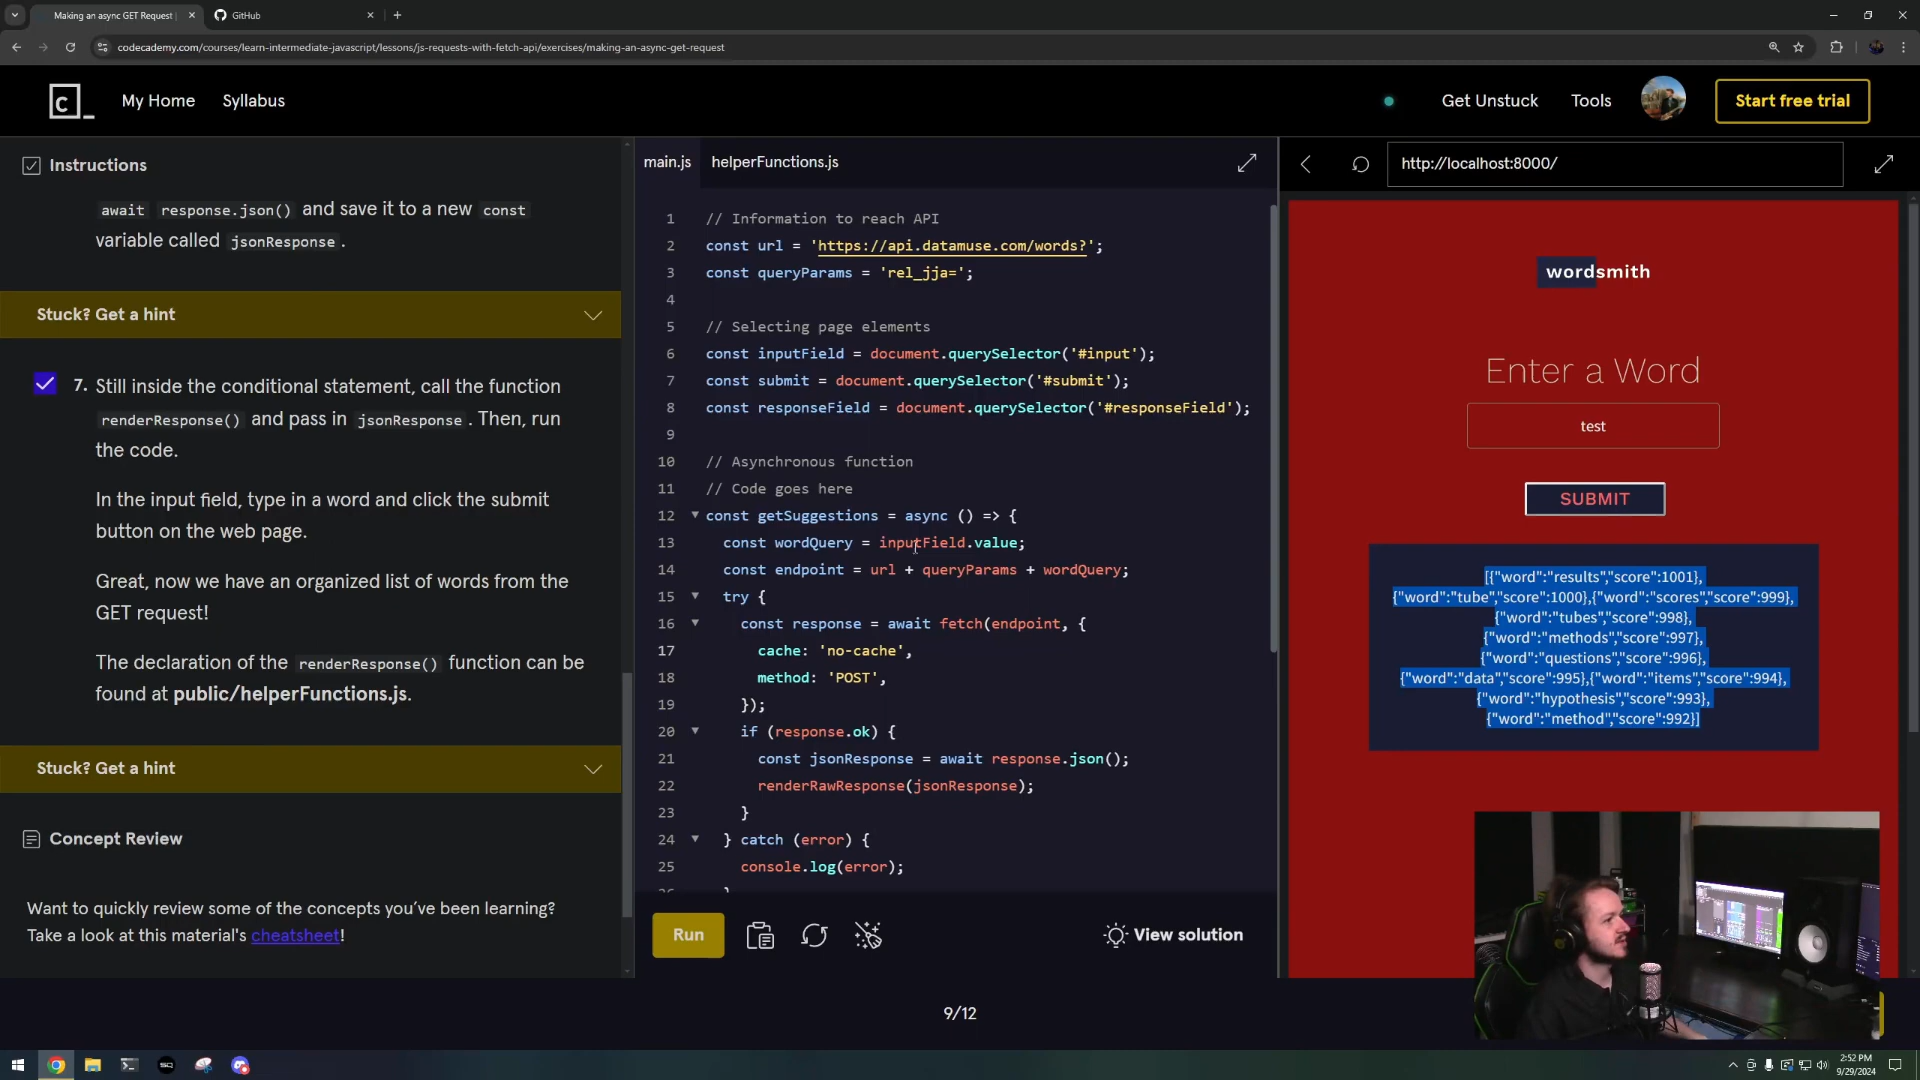 Making an async GET Request
GitHub
codecademy.com/courses/learn-intermediate-javascript/lessons/js-requests-with-fetch-api/exercises/making-an-async-get-request
My Home
Syllabus
Get Unstuck
Tools
Start free trial
Instructions
await response.json() and save it to a new const
variable called jsonResponse .
Stuck? Get a hint
7. Still inside the conditional statement, call the function
renderResponse() and pass in jsonResponse . Then, run
the code.
In the input field, type in a word and click the submit
button on the web page.
Great, now we have an organized list of words from the
GET request!
The declaration of the renderResponse() function can be
found at public/helperFunctions.js.
Stuck? Get a hint
Concept Review
Want to quickly review some of the concepts you've been learning?
Take a look at this material's cheatsheet!
main.js
helperFunctions.js
1 // Information to reach API
2 const url = 'https://api.datamuse.com/words?';
3 const queryParams = 'rel_jja=';
4
5 // Selecting page elements
6 const inputField = document.querySelector('#input');
7 const submit = document.querySelector('#submit');
8 const responseField = document.querySelector('#responseField');
9
10 // Asynchronous function
11 // Code goes here
12 const getSuggestions = async () => {
13 const wordQuery = inputField.value;
14 const endpoint = url + queryParams + wordQuery;
15 try {
16 const response = await fetch(endpoint, {
17 cache: 'no-cache',
18 method: 'POST',
19 });
20 if (response.ok) {
21 const jsonResponse = await response.json();
22 renderRawResponse(jsonResponse);
23 }
24 } catch (error) {
25 console.log(error);
Run
View solution
http://localhost:8000/
wordsmith
Enter a Word
test
SUBMIT
[{"word":"results","score":1001},
{"word":"tube","score":1000},{"word":"scores","score":999},
{"word":"tubes","score":998},
{"word":"methods","score":997},
{"word":"questions","score":996},
{"word":"data","score":995},{"word":"items","score":994},
{"word":"hypothesis","score":993},
{"word":"method","score":992}]
9/12
2:52 PM
9/29/2024